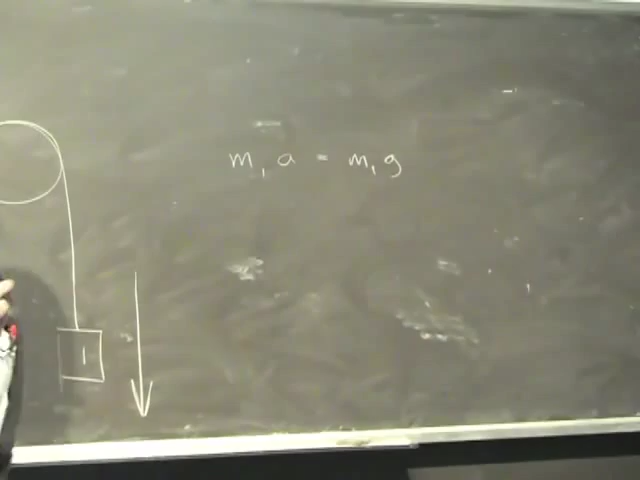 m₁a = m₁g
1